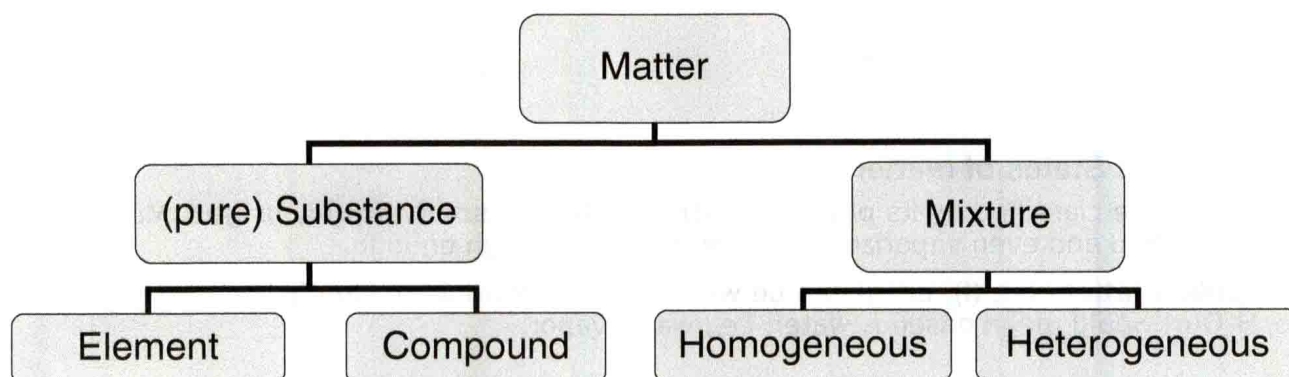 Matter
(pure) Substance Mixture
Element Compound Homogeneous Heterogeneous